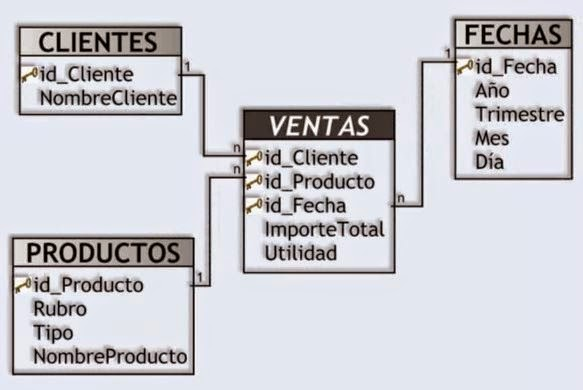 CLIENTES
id_Cliente
NombreCliente
1
n
VENTAS
id_Cliente
id_Producto
id_Fecha
ImporteTotal
Utilidad
n
n
1
FECHAS
id_Fecha
Año
Trimestre
Mes
Día
PRODUCTOS
id_Producto
Rubro
Tipo
NombreProducto
1